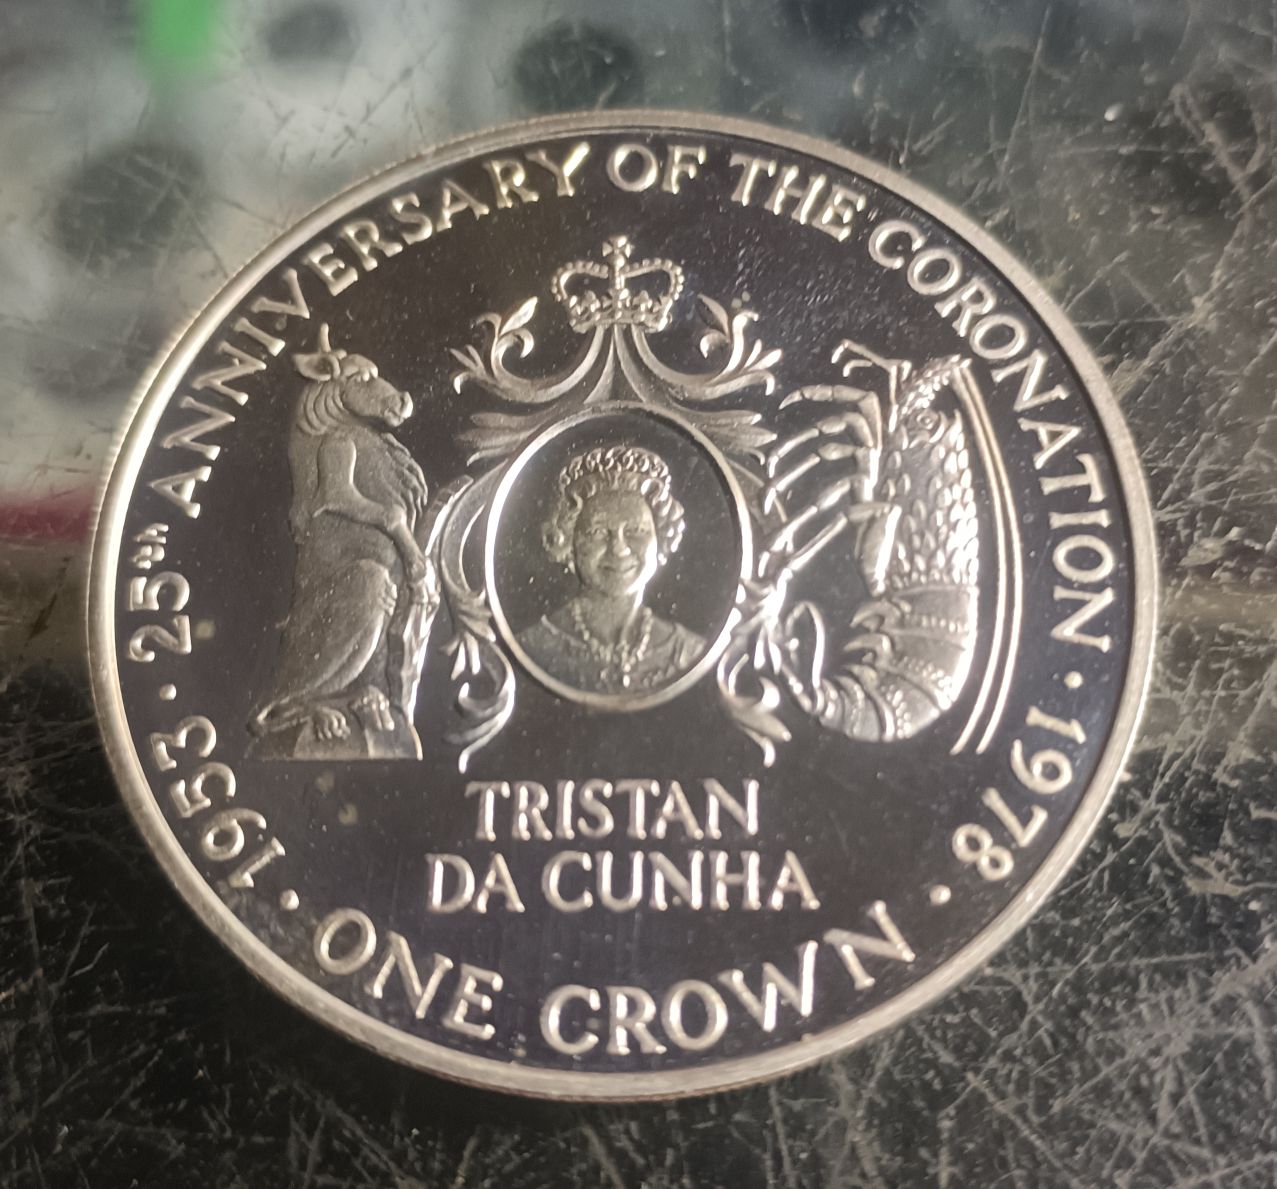 1953 · 25TH ANNIVERSARY OF THE CORONATION · 1978
TRISTAN
DA CUNHA
· ONE CROWN ·